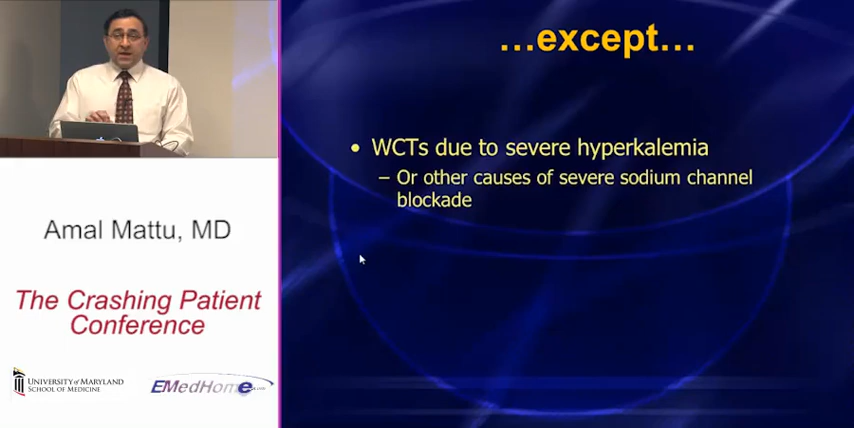 …except…
• WCTs due to severe hyperkalemia
– Or other causes of severe sodium channel
blockade
Amal Mattu, MD
The Crashing Patient
Conference
UNIVERSITY of MARYLAND
SCHOOL OF MEDICINE
EMedHome